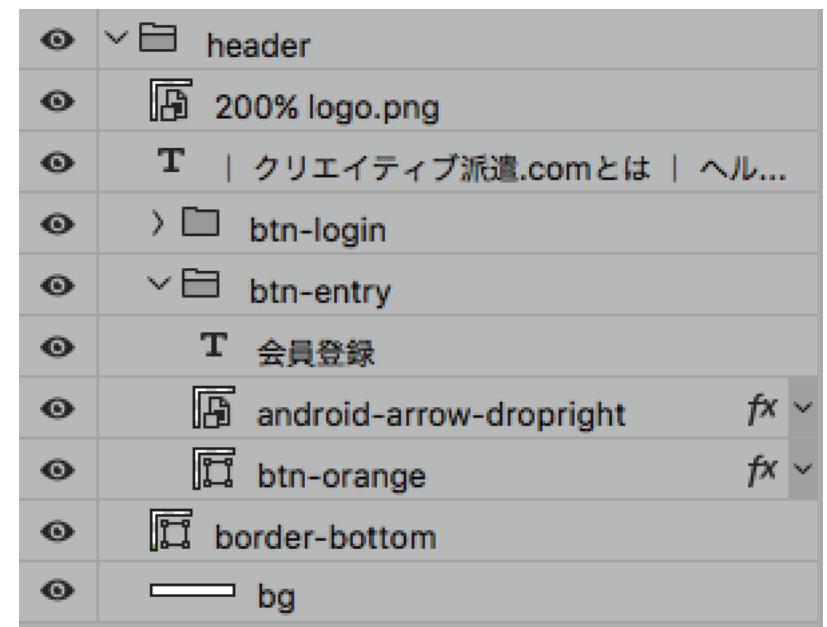 header
200% logo.png
T | クリエイティブ派遣.comとは | ヘル...
btn-login
btn-entry
T 会員登録
android-arrow-dropright fx
btn-orange fx
border-bottom
bg